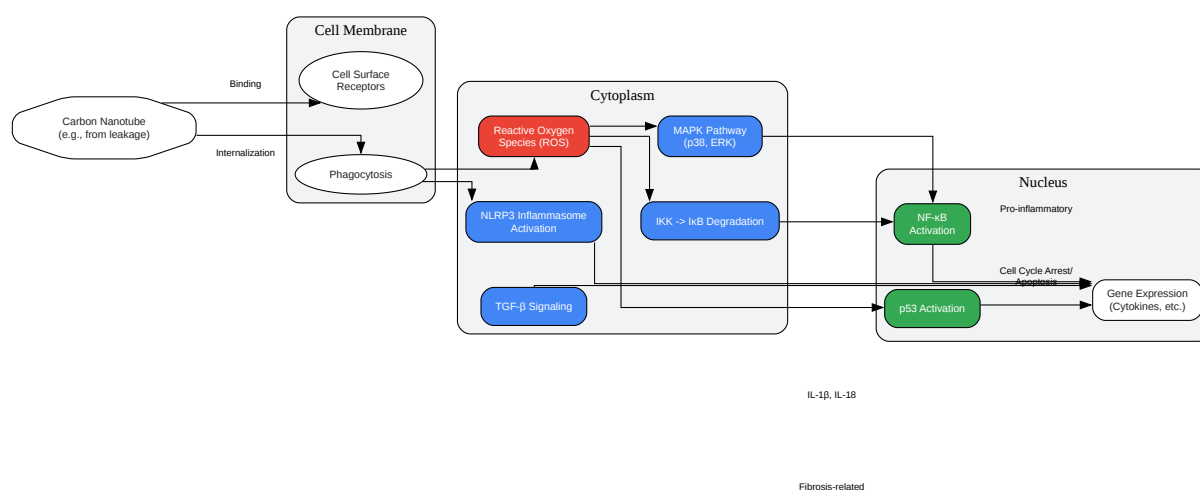 Cell Membrane
Cell Surface
Receptors
Binding
Carbon Nanotube
(e.g., from leakage)
Internalization
Phagocytosis
Cytoplasm
Reactive Oxygen
Species (ROS)
MAPK Pathway
(p38, ERK)
NLRP3 Inflammasome
Activation
IKK -> IκB Degradation
TGF-β Signaling
Nucleus
Pro-inflammatory
NF-κB
Activation
Cell Cycle Arrest/
Apoptosis
Gene Expression
(Cytokines, etc.)
p53 Activation
IL-1β, IL-18
Fibrosis-related